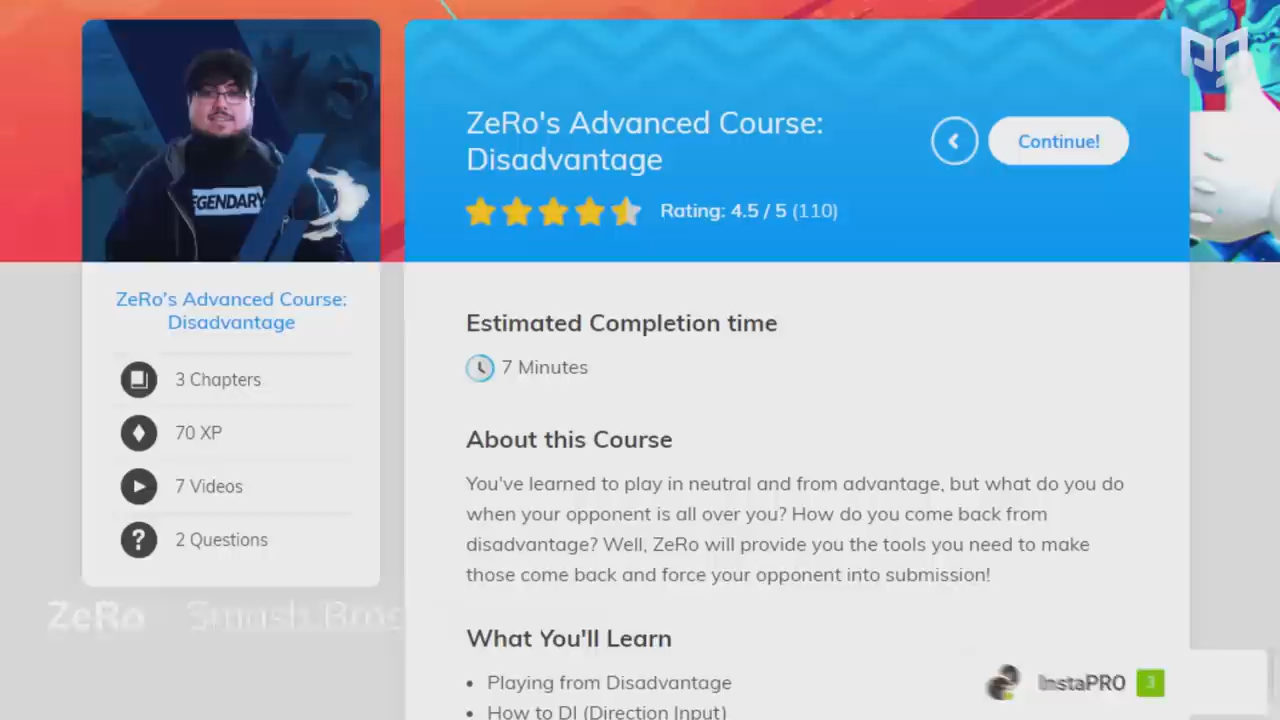 EGENDARY
ZeRo's Advanced Course:
Disadvantage
3 Chapters
70 XP
7 Videos
2 Questions
ZeRo Smash Bros
ZeRo's Advanced Course:
Disadvantage
Rating: 4.5 / 5 (110)
Continue!
Estimated Completion time
7 Minutes
About this Course
You've learned to play in neutral and from advantage, but what do you do
when your opponent is all over you? How do you come back from
disadvantage? Well, ZeRo will provide you the tools you need to make
those come back and force your opponent into submission!
What You'll Learn
• Playing from Disadvantage
• How to DI (Direction Input)
InstaPRO 3
PG